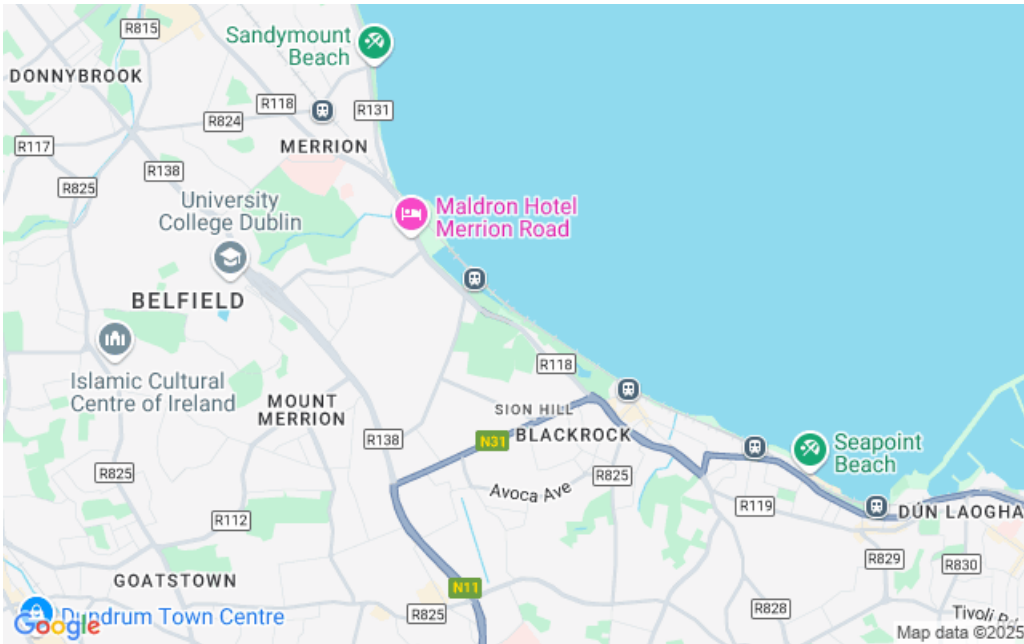 R815
Sandymount
Beach
DONNYBROOK
R118
R131
R824
R117
MERRION
R138
R825
University
College Dublin
Maldron Hotel
Merrion Road
BELFIELD
Islamic Cultural
Centre of Ireland
R118
MOUNT
MERRION
SION HILL
R138
N31
BLACKROCK
Seapoint
Beach
R825
R825
Avoca Ave
R119
R112
DÚN LAOGHA
R829
R830
GOATSTOWN
N11
R825
R828
Dundrum Town Centre
Tivoli Rd
Google
Map data ©2025